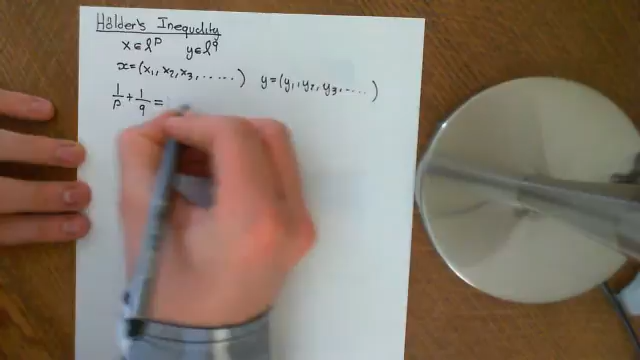 Hölder's Inequality
x∈l^p y∈l^q
x=(x₁,x₂,x₃,.....) y=(y₁,y₂,y₃,....)
1/p+1/q=